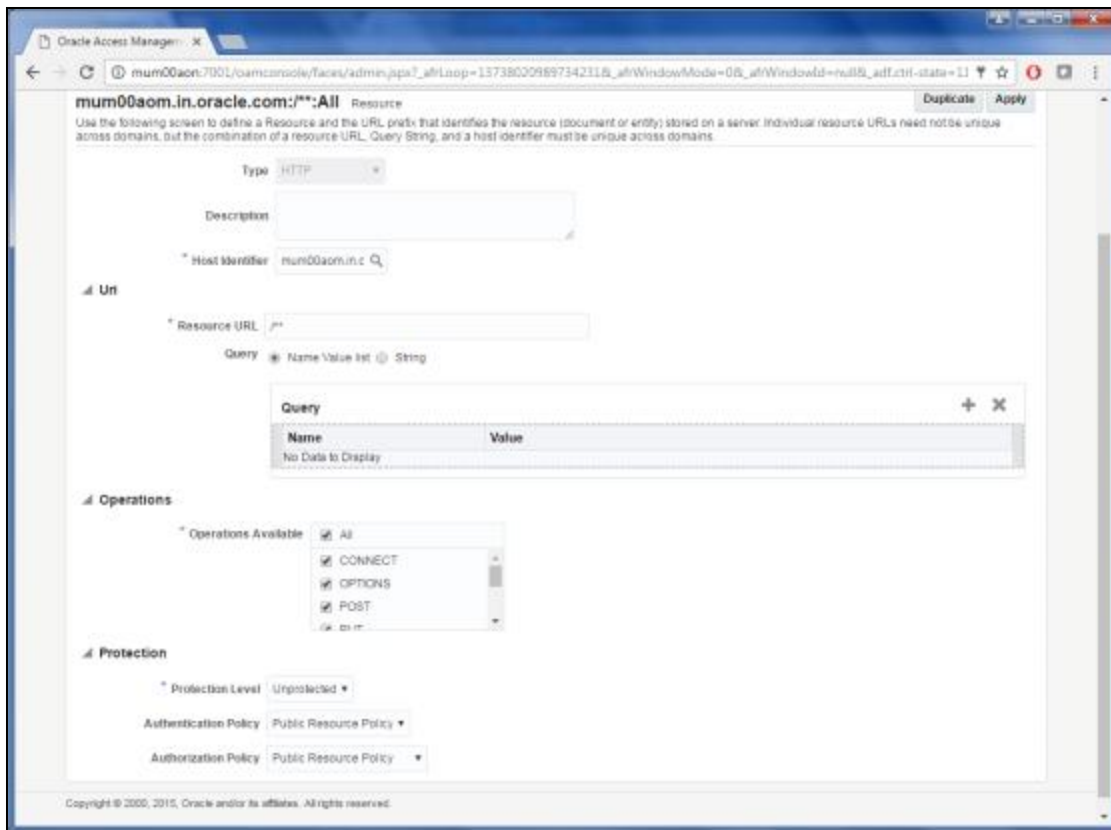 Oracle Access Managem
mum00aon:7001/oamconsole/faces/admin.jspx?_afrLoop=13738020989734231&_afrWindowMode=0&_afrWindowId=null&_adf.ctrl-state=11
mum00aom.in.oracle.com:/**:All Resource Duplicate Apply
Use the following screen to define a Resource and the URL prefix that identifies the resource (document or entity) stored on a server. Individual resource URLs need not be unique
across domains, but the combination of a resource URL, Query String, and a host identifier must be unique across domains.
Type HTTP
Description
* Host Identifier mum00aom.in.c
Uri
* Resource URL /**
Query Name Value list String
Query
Name Value
No Data to Display
Operations
* Operations Available All
CONNECT
OPTIONS
POST
PUT
Protection
* Protection Level Unprotected
Authentication Policy Public Resource Policy
Authorization Policy Public Resource Policy
Copyright © 2000, 2015, Oracle and/or its affiliates. All rights reserved.